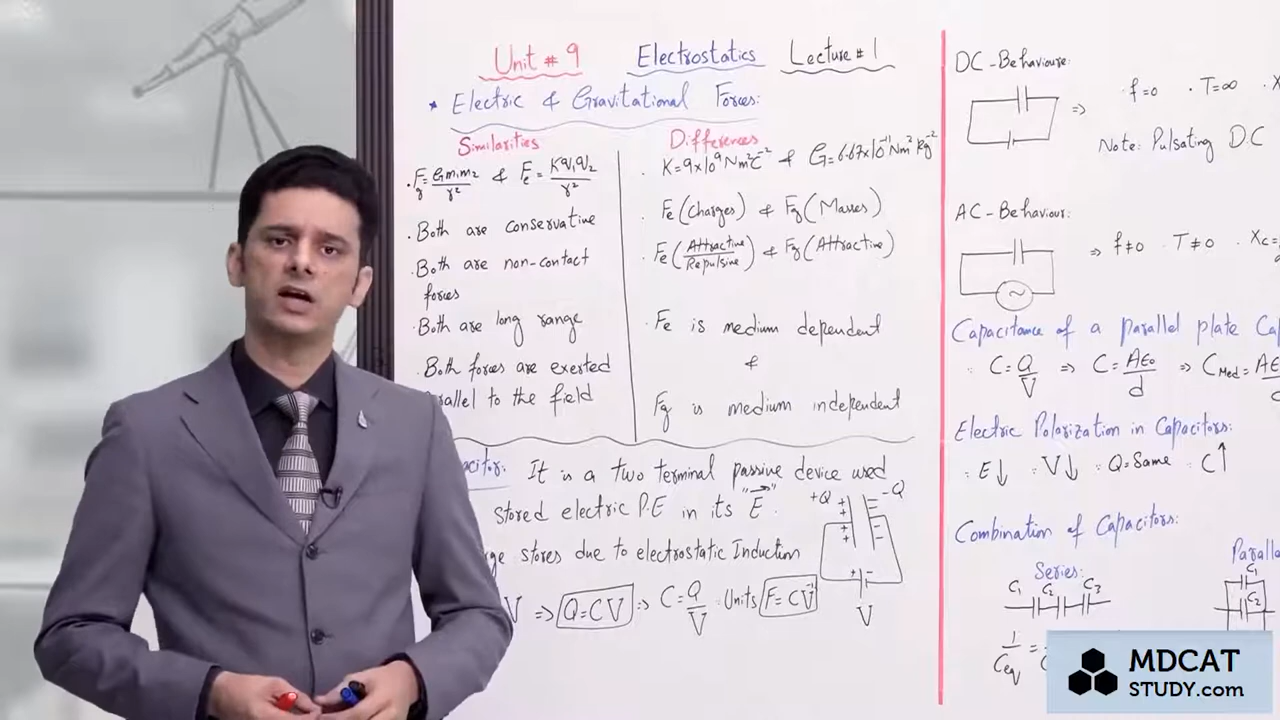 Unit # 9 Electrostatics Lecture # 1
* Electric & Gravitational Forces:
Similarities
· Fg = Gm1m2/r² & Fe = Kq1q2/r²
· Both are conservative
· Both are non-contact
forces
· Both are long range
· Both forces are exerted
to the field
Differences
· K = 9×10⁹ Nm²C⁻² & G = 6.67×10⁻¹¹ Nm²kg⁻²
· Fe (Charges) & Fg (Masses)
· Fe (Attractive/Repulsive) & Fg (Attractive)
· Fe is medium dependent
&
Fg is medium independent
It is a two terminal passive device used
stored electric P.E in its "E⃗".
stores due to electrostatic Induction
V ⇒ Q=CV ⇒ C = Q/V · Units F = CV⁻¹
+Q -Q
+ -
V
DC-Behaviour:
⇒ · f=0 · T=∞ · X
Note: Pulsating D.C
AC-Behaviour:
⇒ f≠0 · T≠0 · Xc=
Capacitance of a parallel plate
∵ C = Q/V ⇒ C = Aε₀/d ⇒ CMed =
Electric Polarization in Capacitors:
∵ E↓ ∵ V↓ ∵ Q=Same ∵ C↑
Combination of Capacitors:
Series:
C1 C2 C3
1/Ceq =
C1
C2
MDCAT
STUDY.com